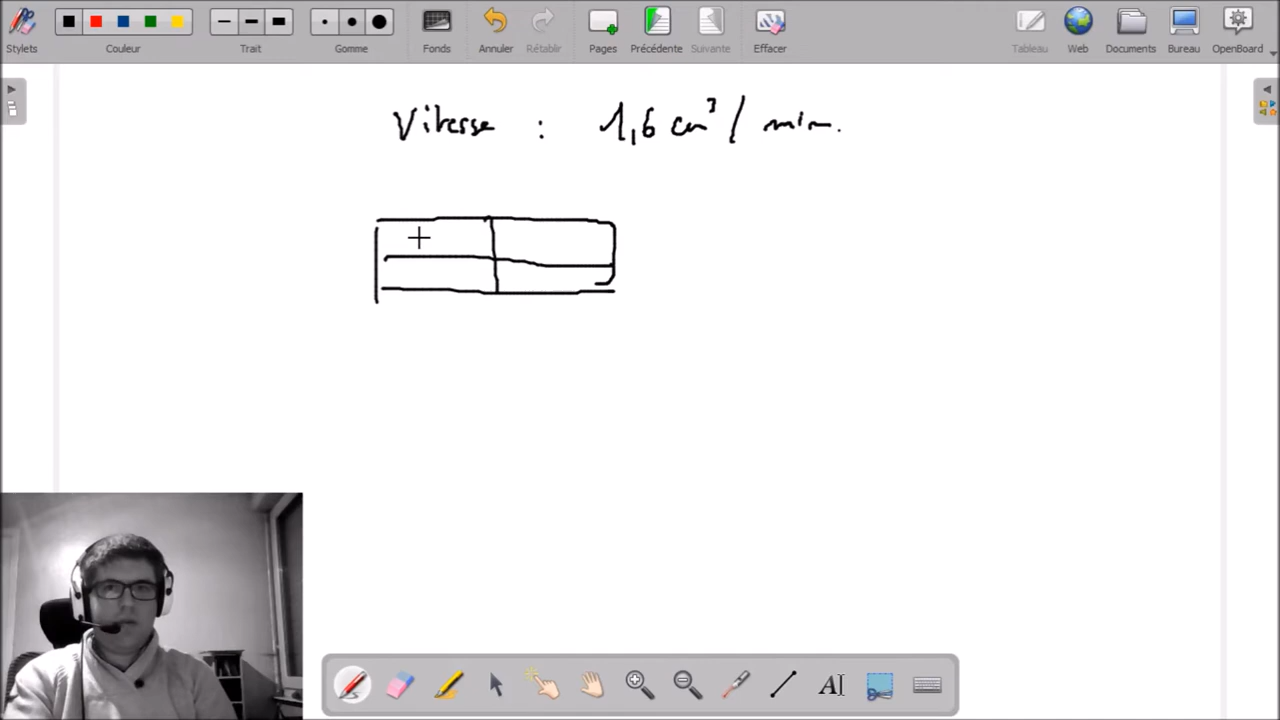 Stylets Couleur Trait Gomme Fonds Annuler Rétablir Pages Précédente Suivante Effacer Tableau Web Documents Bureau OpenBoard
Vitesse : 1,6 cm³ / min.
AI